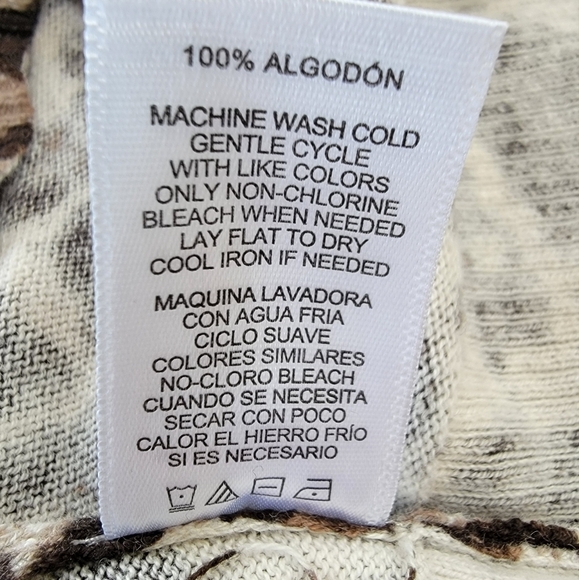 100% ALGODÓN
MACHINE WASH COLD
GENTLE CYCLE
WITH LIKE COLORS
ONLY NON-CHLORINE
BLEACH WHEN NEEDED
LAY FLAT TO DRY
COOL IRON IF NEEDED
MAQUINA LAVADORA
CON AGUA FRIA
CICLO SUAVE
COLORES SIMILARES
NO-CLORO BLEACH
CUANDO SE NECESITA
SECAR CON POCO
CALOR EL HIERRO FRÍO
SI ES NECESARIO